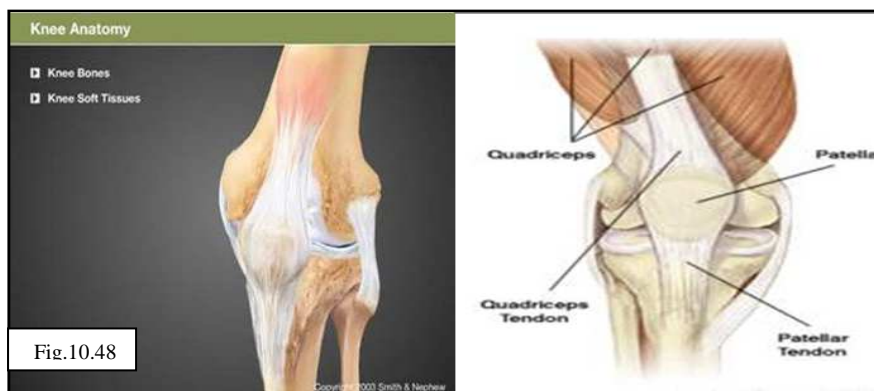 Knee Anatomy
Knee Bones
Knee Soft Tissues
Fig.10.48
Copyright 2003 Smith & Nephew
Quadriceps
Patella
Quadriceps
Tendon
Patellar
Tendon